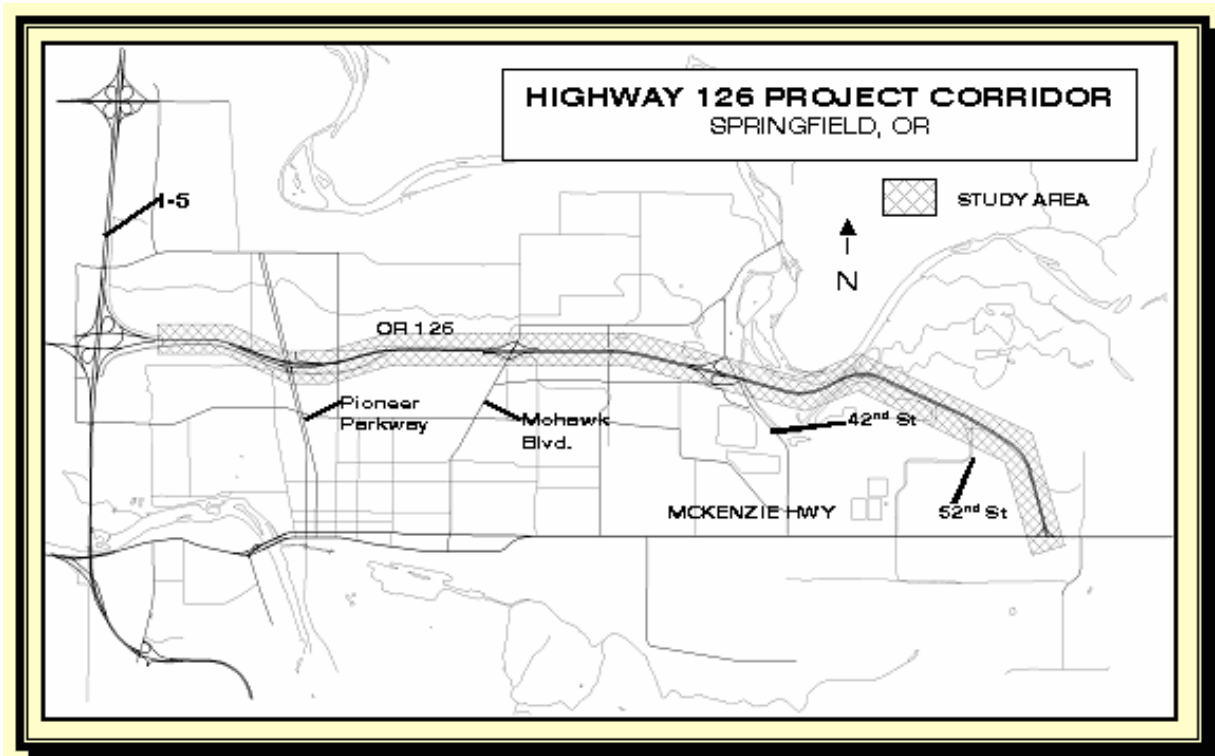 HIGHWAY 126 PROJECT CORRIDOR
SPRINGFIELD, OR
I-5
STUDY AREA
N
OR 126
Pioneer
Parkway
Mohawk
Blvd.
42nd St
MCKENZIE HWY
52nd St